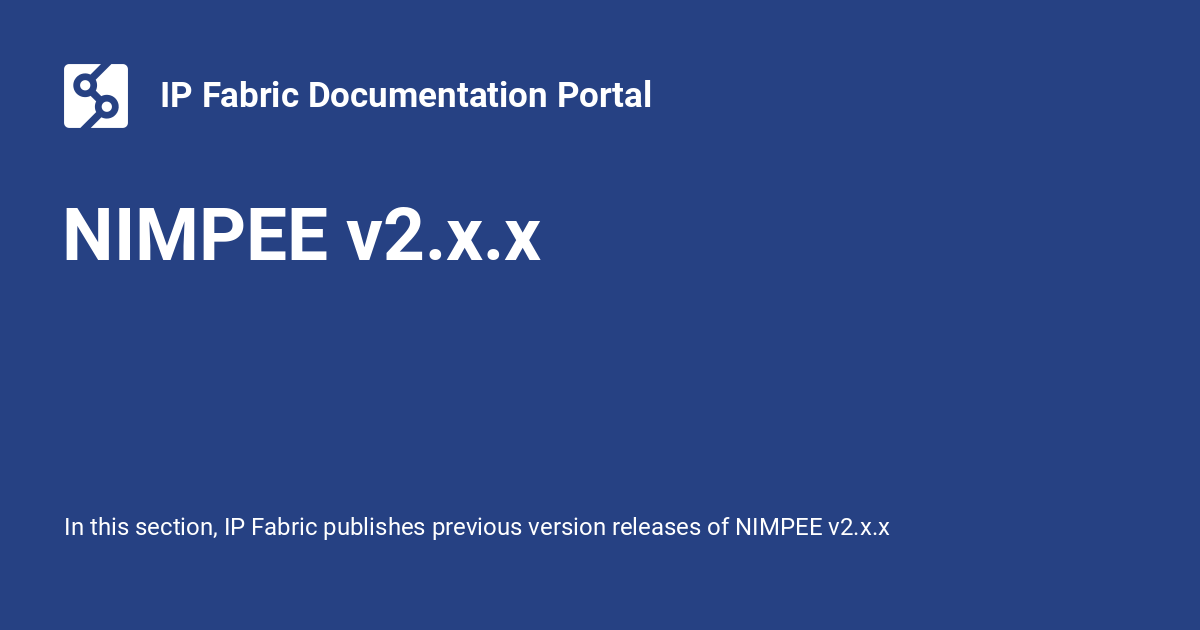 IP Fabric Documentation Portal
NIMPEE v2.x.x
In this section, IP Fabric publishes previous version releases of NIMPEE v2.x.x